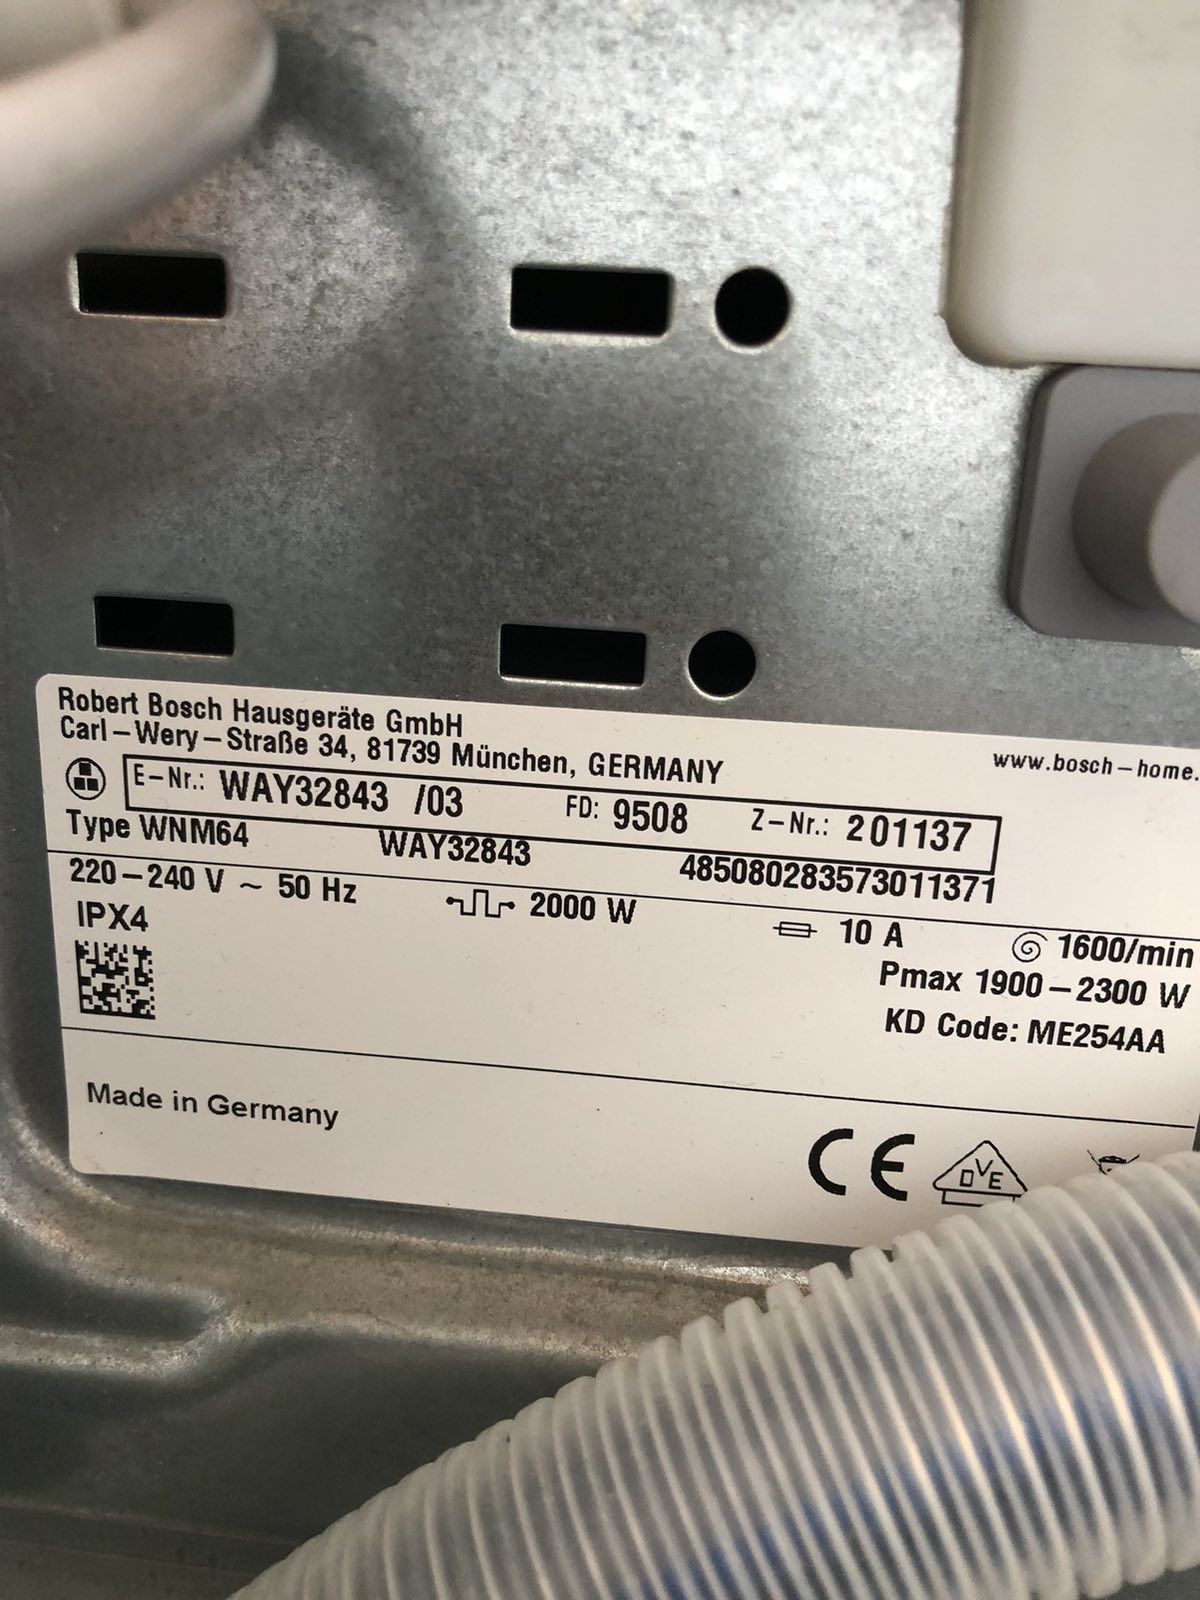 Robert Bosch Hausgeräte GmbH
Carl-Wery-Straße 34, 81739 München, GERMANY
www.bosch-home.
E-Nr.: WAY32843 /03 FD: 9508 Z-Nr.: 201137
Type WNM64 WAY32843 485080283573011371
220-240 V ~ 50 Hz 2000 W 10 A 1600/min
IPX4
Pmax 1900-2300 W
KD Code: ME254AA
Made in Germany
CE
DVE